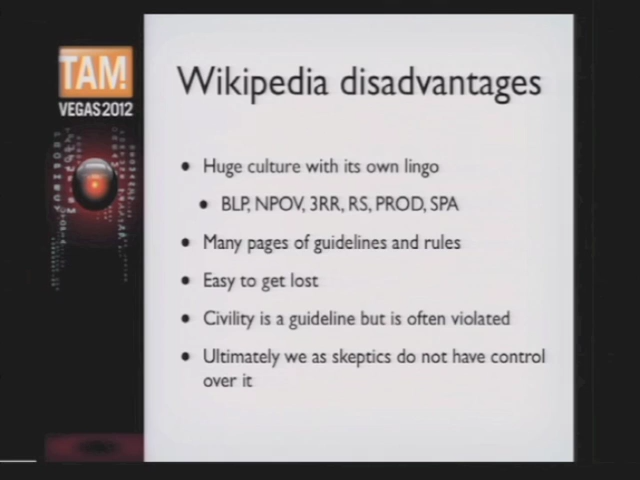 TAM!
VEGAS2012
Wikipedia disadvantages
• Huge culture with its own lingo
• BLP, NPOV, 3RR, RS, PROD, SPA
• Many pages of guidelines and rules
• Easy to get lost
• Civility is a guideline but is often violated
• Ultimately we as skeptics do not have control
over it